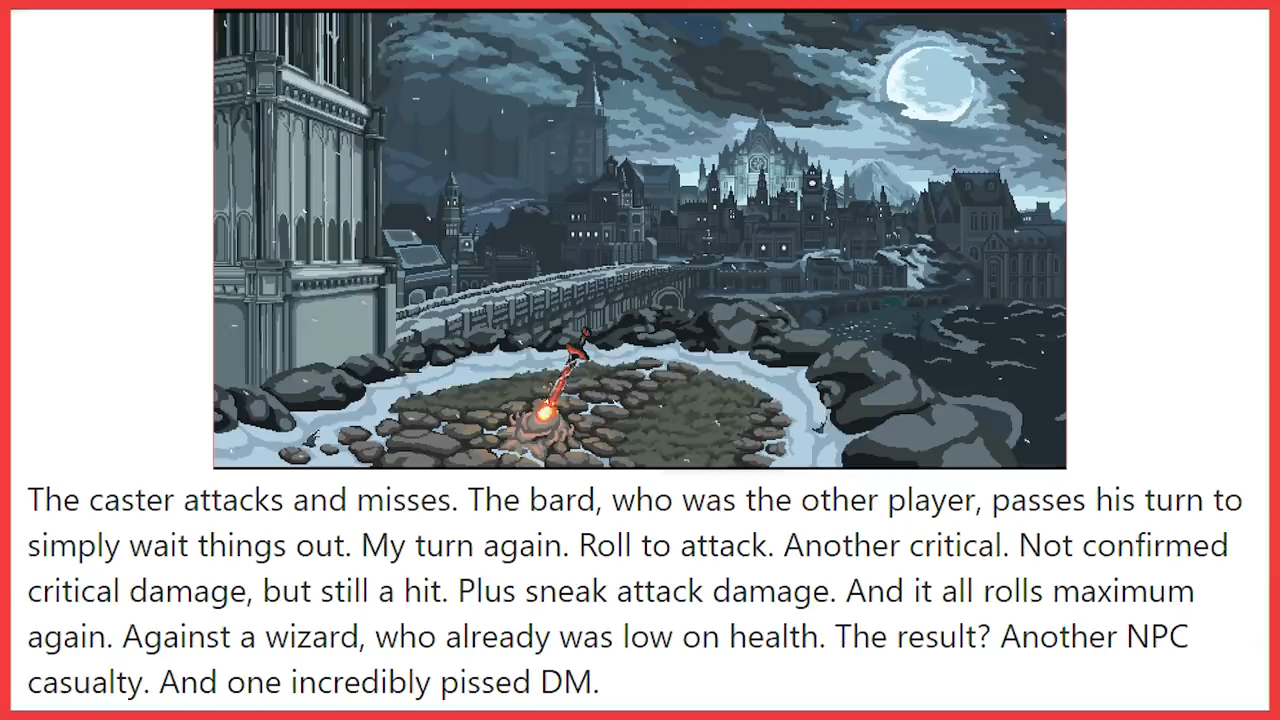 The caster attacks and misses. The bard, who was the other player, passes his turn to
simply wait things out. My turn again. Roll to attack. Another critical. Not confirmed
critical damage, but still a hit. Plus sneak attack damage. And it all rolls maximum
again. Against a wizard, who already was low on health. The result? Another NPC
casualty. And one incredibly pissed DM.